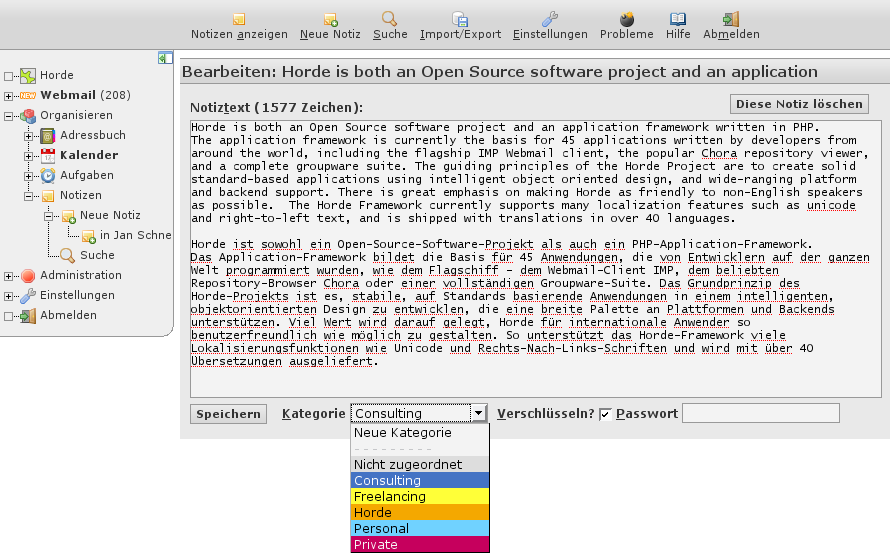 Notizen anzeigen
Neue Notiz
Suche
Import/Export
Einstellungen
Probleme
Hilfe
Abmelden
Horde
Webmail (208)
Organisieren
Adressbuch
Kalender
Aufgaben
Notizen
Neue Notiz
in Jan Schne
Suche
Administration
Einstellungen
Abmelden
Bearbeiten: Horde is both an Open Source software project and an application
Notiztext (1577 Zeichen):
Diese Notiz löschen
Horde is both an Open Source software project and an application framework written in PHP.
The application framework is currently the basis for 45 applications written by developers from
around the world, including the flagship IMP Webmail client, the popular Chora repository viewer,
and a complete groupware suite. The guiding principles of the Horde Project are to create solid
standard-based applications using intelligent object oriented design, and wide-ranging platform
and backend support. There is great emphasis on making Horde as friendly to non-English speakers
as possible.  The Horde Framework currently supports many localization features such as unicode
and right-to-left text, and is shipped with translations in over 40 languages.
Horde ist sowohl ein Open-Source-Software-Projekt als auch ein PHP-Application-Framework.
Das Application-Framework bildet die Basis für 45 Anwendungen, die von Entwicklern auf der ganzen
Welt programmiert wurden, wie dem Flagschiff - dem Webmail-Client IMP, dem beliebten
Repository-Browser Chora oder einer vollständigen Groupware-Suite. Das Grundprinzip des
Horde-Projekts ist es, stabile, auf Standards basierende Anwendungen in einem intelligenten,
objektorientierten Design zu entwicklen, die eine breite Palette an Plattformen und Backends
unterstützen. Viel Wert wird darauf gelegt, Horde für internationale Anwender so
benutzerfreundlich wie möglich zu gestalten. So unterstützt das Horde-Framework viele
Lokalisierungsfunktionen wie Unicode und Rechts-Nach-Links-Schriften und wird mit über 40
Übersetzungen ausgeliefert.
Speichern
Kategorie
Consulting
Verschlüsseln?
Passwort
Neue Kategorie
- - - - - - - - -
Nicht zugeordnet
Consulting
Freelancing
Horde
Personal
Private